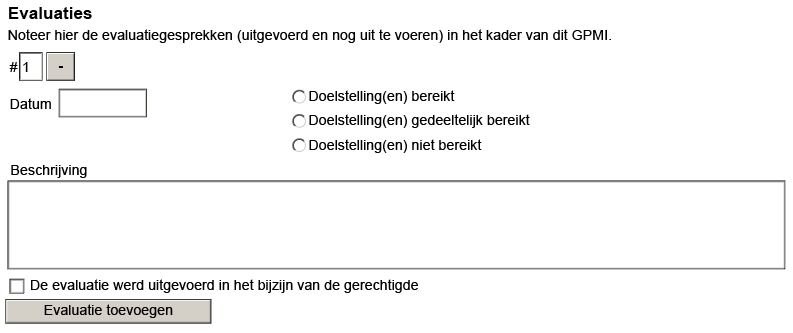 Evaluaties
Noteer hier de evaluatiegesprekken (uitgevoerd en nog uit te voeren) in het kader van dit GPMI.
# 1 -
Datum
Doelstelling(en) bereikt
Doelstelling(en) gedeeltelijk bereikt
Doelstelling(en) niet bereikt
Beschrijving
De evaluatie werd uitgevoerd in het bijzijn van de gerechtigde
Evaluatie toevoegen